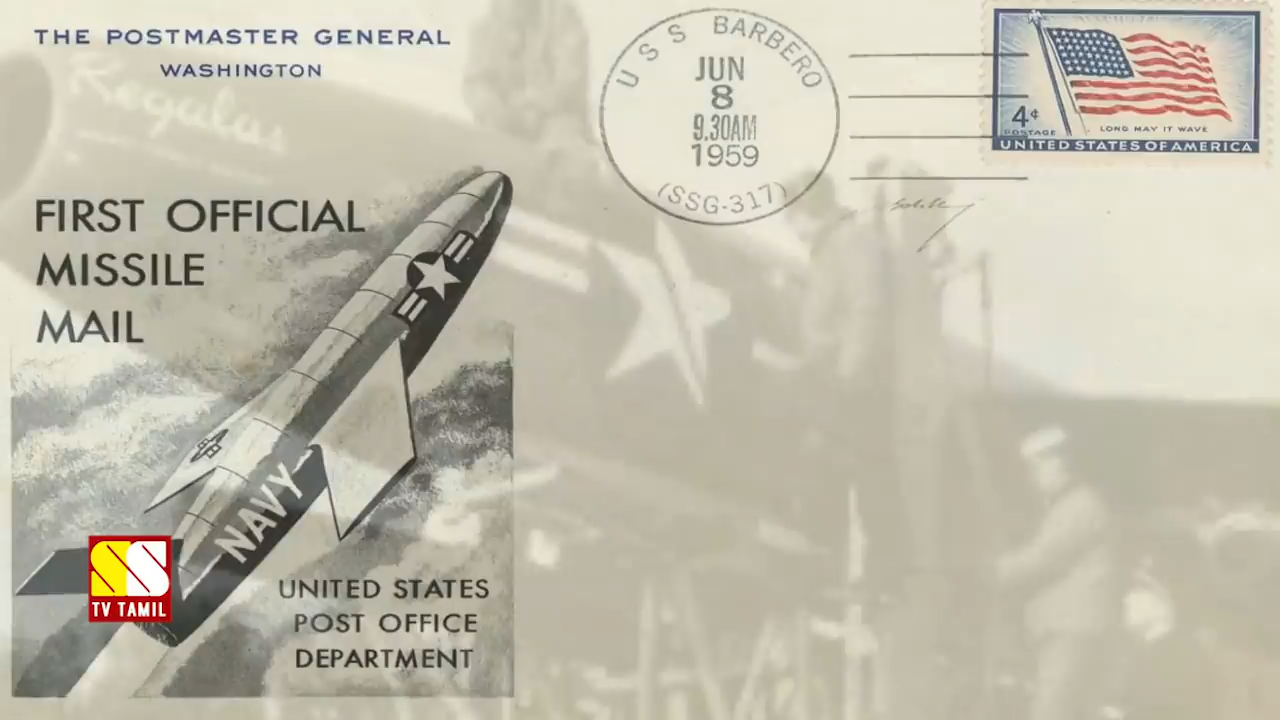 THE POSTMASTER GENERAL
WASHINGTON
Regulus
FIRST OFFICIAL
MISSILE
MAIL
NAVY
UNITED STATES
POST OFFICE
DEPARTMENT
USS BARBERO
JUN
8
9.30AM
1959
(SSG-317)
4¢
POSTAGE
LONG MAY IT WAVE
UNITED STATES OF AMERICA
TV TAMIL